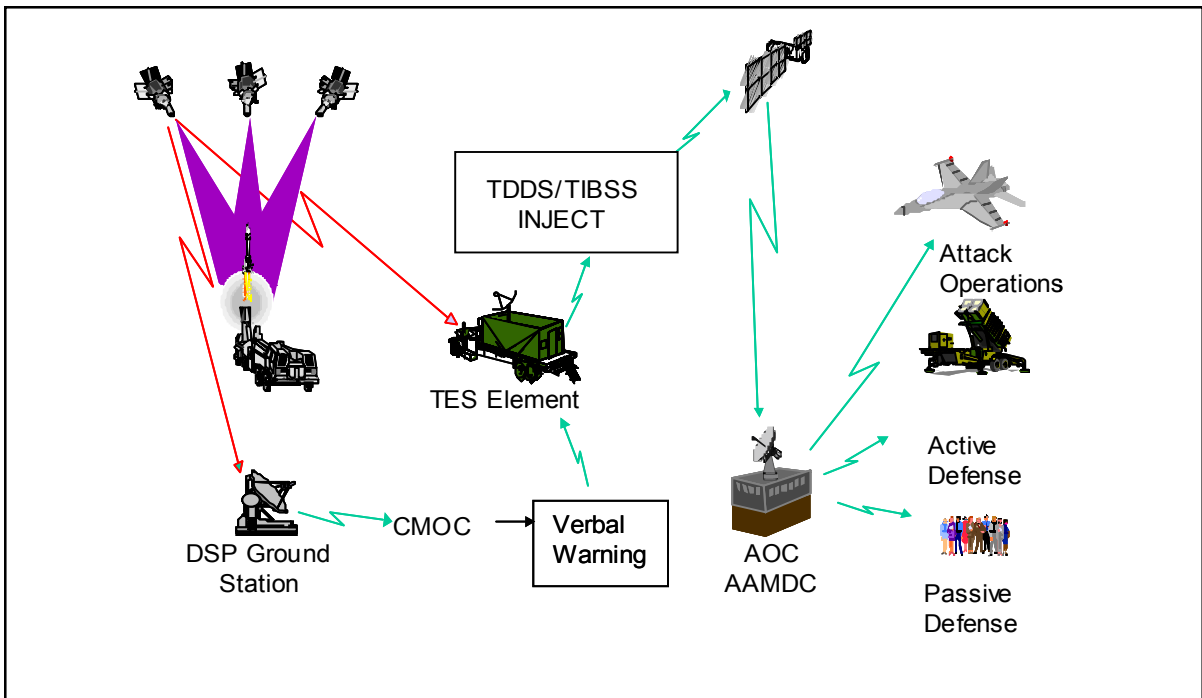 TDDS/TIBSS
INJECT
Attack
Operations
TES Element
Active
Defense
DSP Ground
Station
CMOC
Verbal
Warning
AOC
AAMDC
Passive
Defense